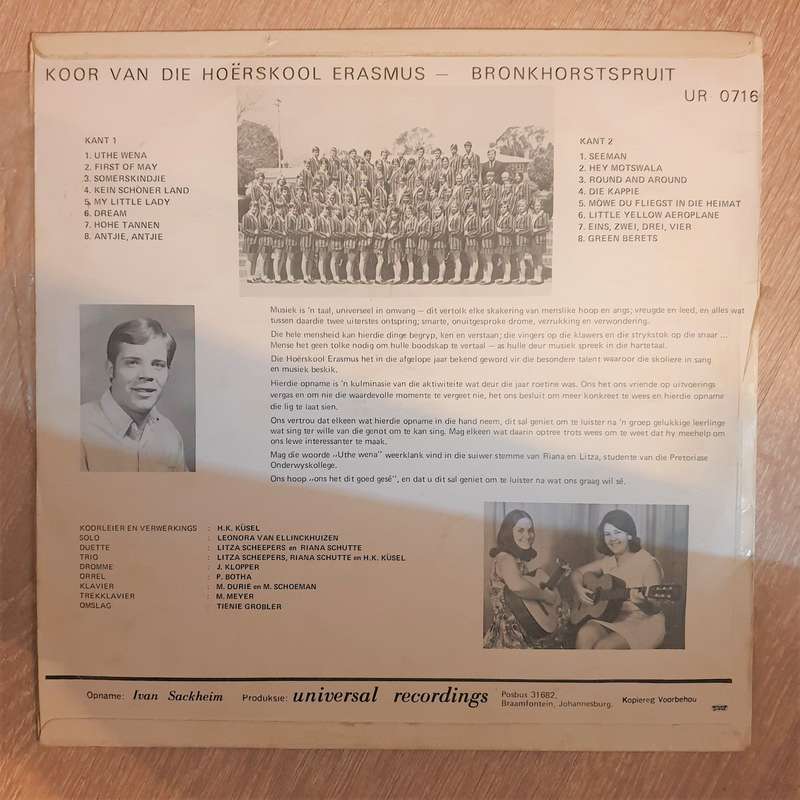 KOOR VAN DIE HOËRSKOOL ERASMUS – BRONKHORSTSPRUIT
UR 0716
KANT 1
1. UTHE WENA
2. FIRST OF MAY
3. SOMERSKINDJIE
4. KEIN SCHÖNER LAND
5. MY LITTLE LADY
6. DREAM
7. HOHE TANNEN
8. ANTJIE, ANTJIE
KANT 2
1. SEEMAN
2. HEY MOTSWALA
3. ROUND AND AROUND
4. DIE KAPPIE
5. MÖWE DU FLIEGST IN DIE HEIMAT
6. LITTLE YELLOW AEROPLANE
7. EINS, ZWEI, DREI, VIER
8. GREEN BERETS
Musiek is 'n taal, universeel in omvang – dit vertolk elke skakering van menslike hoop en angs; vreugde en leed, en alles wat
tussen daardie twee uiterstes ontspring; smarte, onuitgesproke drome, verrukking en verwondering.
Die hele mensheid kan hierdie dinge begryp, ken en verstaan; die vingers op die klawers en die strykstok op die snaar ...
Mense het geen tolke nodig om hulle boodskap te vertaal – as hulle deur musiek spreek in die hartetaal.
Die Hoërskool Erasmus het in die afgelope jaar bekend geword vir die besondere talent waaroor die skoliere in sang
en musiek beskik.
Hierdie opname is 'n kulminasie van die aktiwiteite wat deur die jaar roetine was. Ons het ons vriende op uitvoerings
vergas en om nie die waardevolle momente te vergeet nie, het ons besluit om meer konkreet te wees en hierdie opname
die lig te laat sien.
Ons vertrou dat elkeen wat hierdie opname in die hand neem, dit sal geniet om te luister na 'n groep gelukkige leerlinge
wat sing ter wille van die genot om te kan sing. Mag elkeen wat daarin optree trots wees om te weet dat hy meehelp om
ons lewe interessanter te maak.
Mag die woorde „Uthe wena" weerklank vind in die suiwer stemme van Riana en Litza, studente van die Pretoriase
Onderwyskollege.
Ons hoop „ons het dit goed gesê", en dat u dit sal geniet om te luister na wat ons graag wil sê.
KOORLEIER EN VERWERKINGS : H.K. KÜSEL
SOLO : LEONORA VAN ELLINCKHUIZEN
DUETTE : LITZA SCHEEPERS en RIANA SCHUTTE
TRIO : LITZA SCHEEPERS, RIANA SCHUTTE en H.K. KÜSEL
DROMME : J. KLOPPER
ORREL : P. BOTHA
KLAVIER : M. DURIE en M. SCHOEMAN
TREKKLAVIER : M. MEYER
OMSLAG : TIENIE GROBLER
Opname: Ivan Sackheim Produksie: universal recordings
Posbus 31682,
Braamfontein, Johannesburg.
Kopiereg Voorbehou